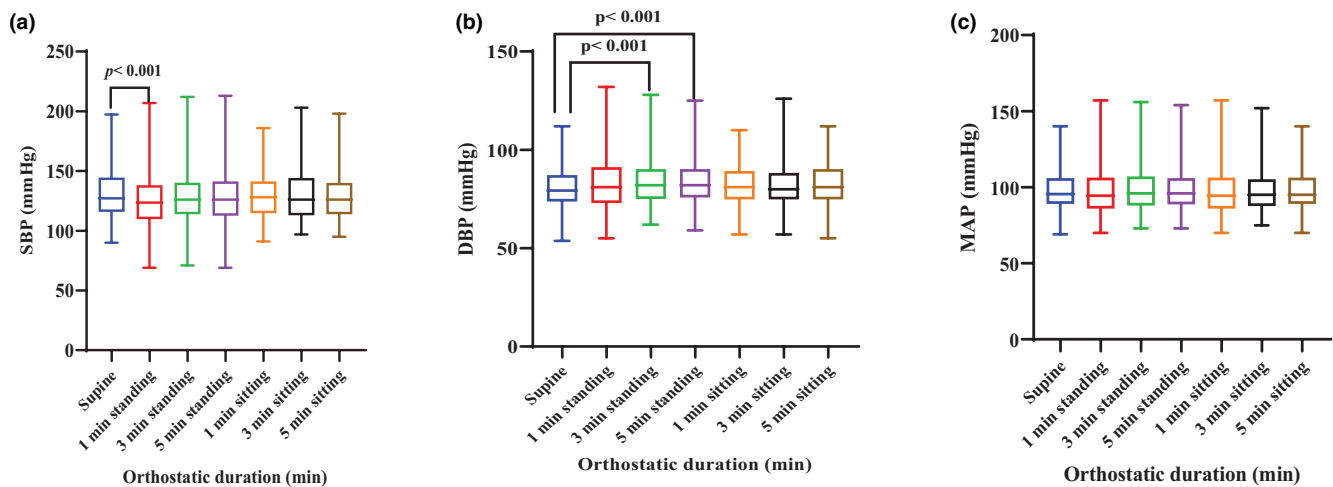 (a)
250
200
150
100
50
0
SBP (mmHg)
p< 0.001
Supine
1 min standing
3 min standing
5 min standing
1 min sitting
3 min sitting
5 min sitting
Orthostatic duration (min)
(b)
p< 0.001
p< 0.001
150
100
50
0
DBP (mmHg)
Supine
1 min standing
3 min standing
5 min standing
1 min sitting
3 min sitting
5 min sitting
Orthostatic duration (min)
(c)
200
150
100
50
0
MAP (mmHg)
Supine
1 min standing
3 min standing
5 min standing
1 min sitting
3 min sitting
5 min sitting
Orthostatic duration (min)